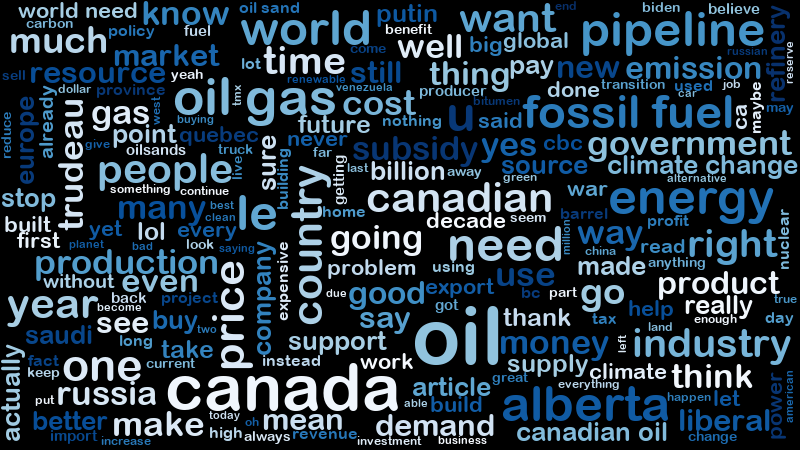 world need
know
oil sand
putin
want
biden
believe
end
carbon
policy
fuel
world
benefit
pipeline
much
market
time
come
well
big
global
russian
refinery
reserve
sell
resource
yeah
lot
still
thing
pay
new
emission
renewable
dollar
province
oil gas
venezuela
producer
done
transition
used
job
car
maybe
may
europe
already
gas
west
tmx
cost
bitumen
fossil fuel
ca
reduce
trudeau
buying
future
nothing
u
said
point
quebec
never
subsidy
yes
cbc
government
give
oilsands
truck
sure
building
far
source
climate change
people
live
getting
last
billion
away
green
alternative
stop
something
continue
country
home
canadian
war
energy
built
many
best
clean
le
decade
seem
barrel
profit
nuclear
first
yet
lol
every
going
need
million
way
read
right
planet
bad
look
saying
china
production
expensive
problem
using
use
made
anything
without
even
company
due
good
export
bc
part
go
product
true
year
back
project
price
got
really
become
help
day
see
buy
two
say
oil
thank
tax
land
enough
saudi
long
take
support
money
left
industry
actually
fact
one
current
instead
work
supply
climate
think
keep
canada
article
great
everything
power
american
put
russia
able
build
alberta
happen
let
better
make
today
oh
mean
demand
liberal
import
increase
high
always
revenue
investment
business
canadian oil
change